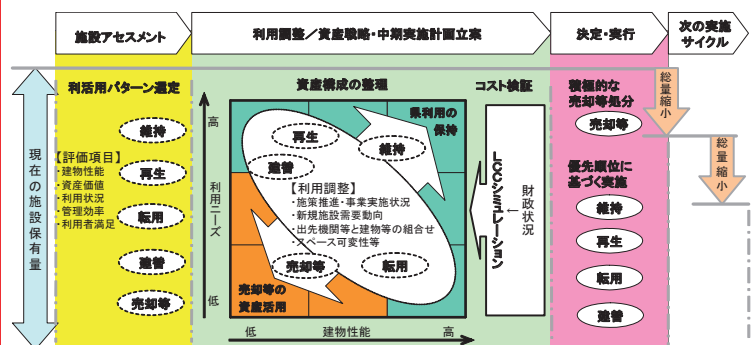 施設アセスメント
利用調整／資産戦略・中期実施計画立案
決定・実行
次の実施
サイクル
現在の施設保有量
利活用パターン選定
維持
【評価項目】
・建物性能
・資産価値
・利用状況
・管理効率
・利用者満足
再生
転用
建替
売却等
資産構成の整理
高
利用ニーズ
低
県利用の
保持
再生
維持
建替
【利用調整】
・施策推進・事業実施状況
・新規施設需要動向
・出先機関等と建物等の組合せ
・スペース可変性等
売却等
転用
売却等の
資産活用
低
建物性能
高
コスト検証
LCCシミュレーション
←
財政状況
積極的な
売却等処分
売却等
優先順位に
基づく実施
維持
再生
転用
建替
総量縮小
総量縮小